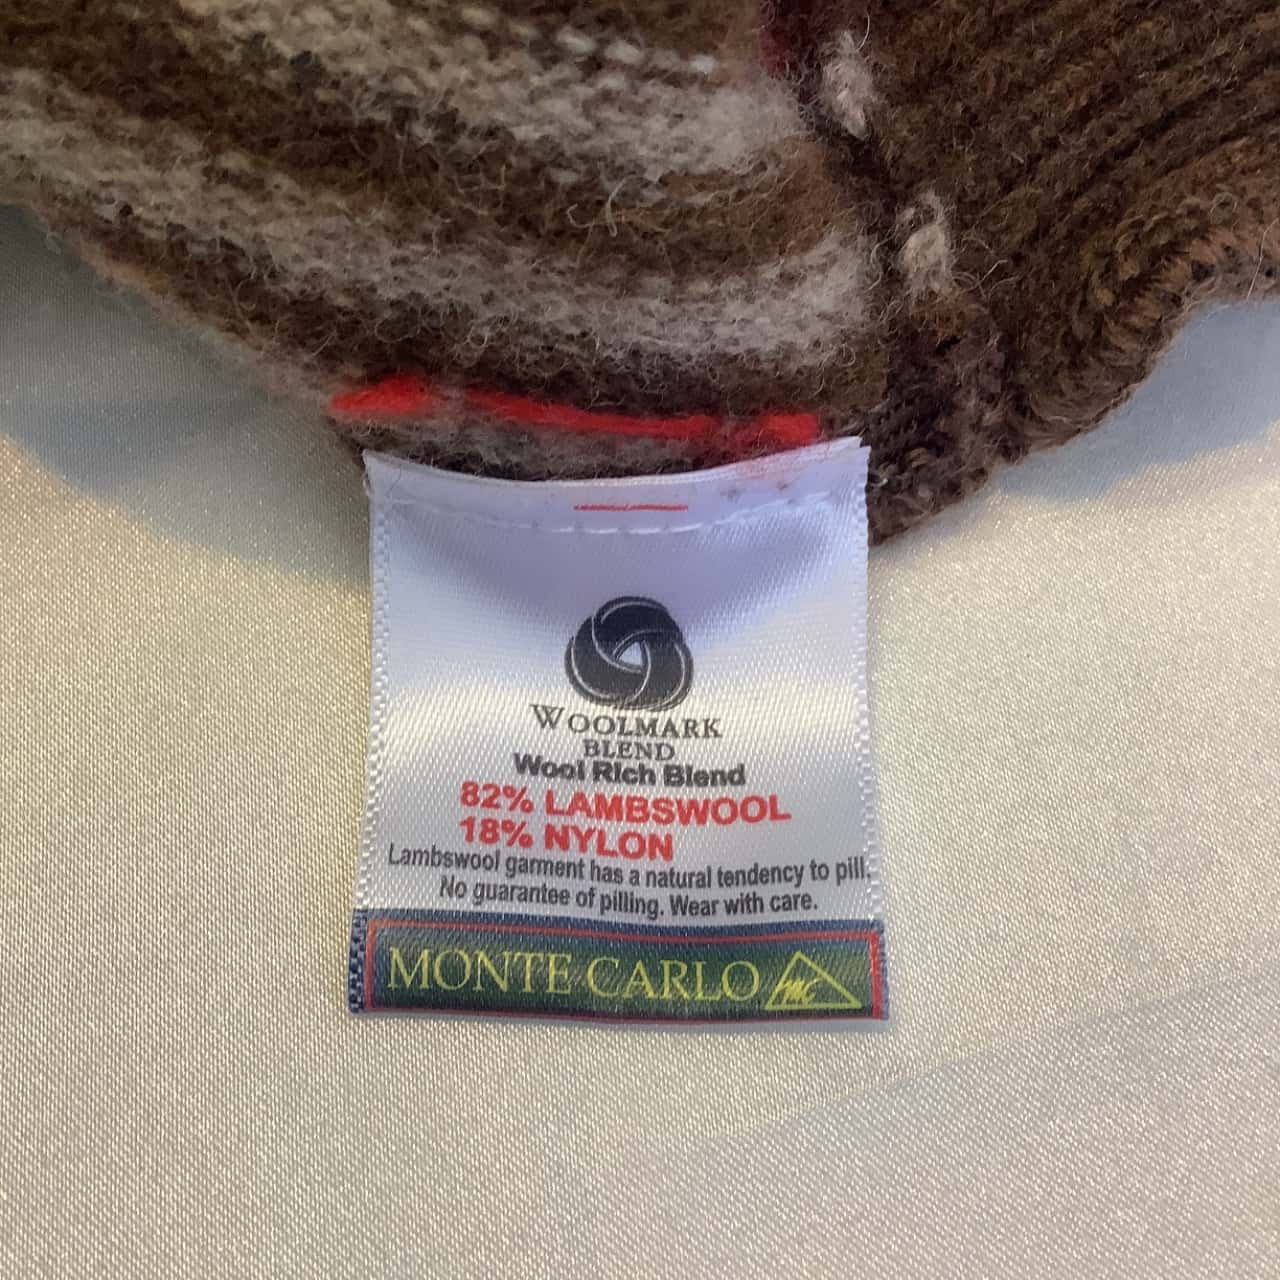 WOOLMARK
BLEND
Wool Rich Blend
82% LAMBSWOOL
18% NYLON
Lambswool garment has a natural tendency to pill.
No guarantee of pilling. Wear with care.
MONTE CARLO